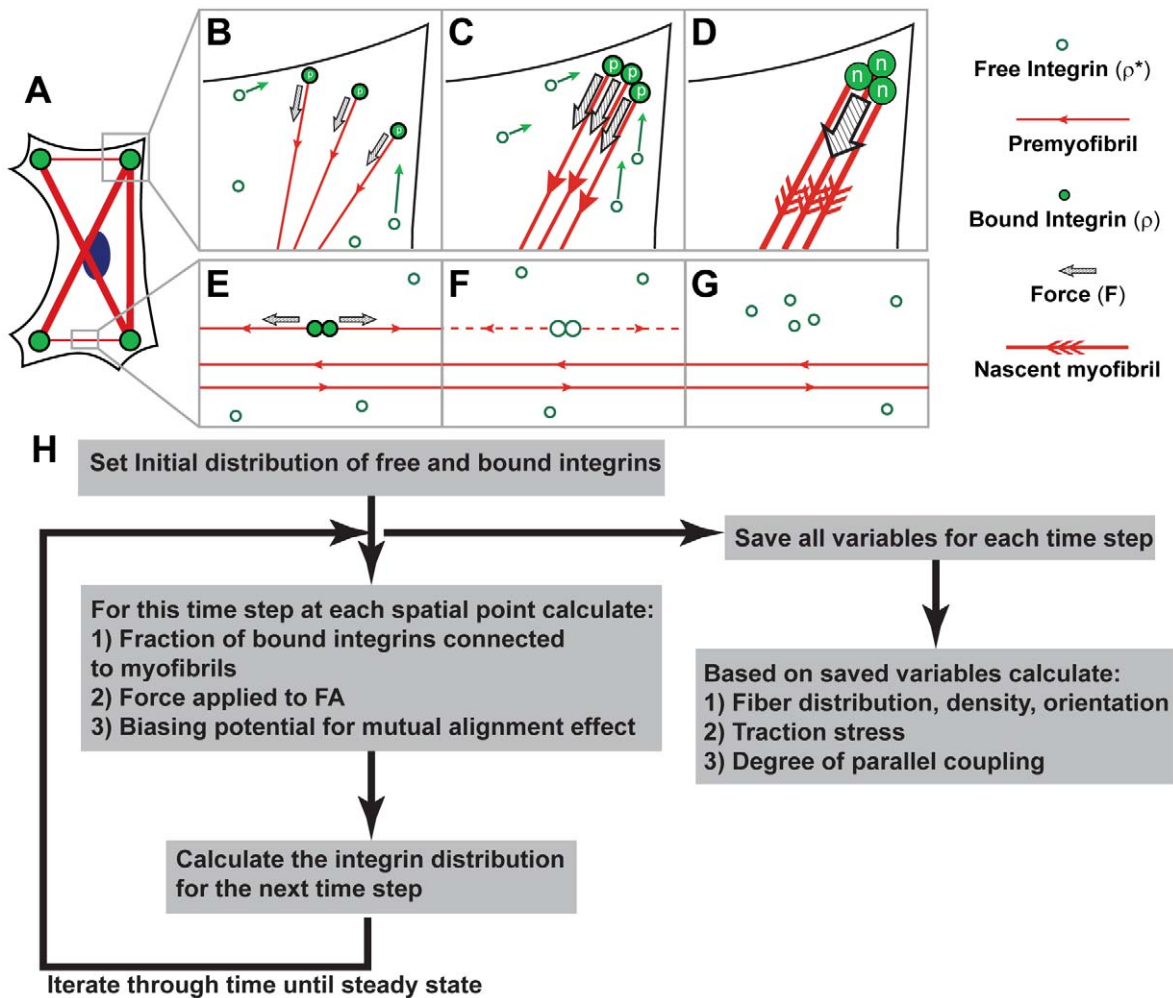 A
B
p
p
p
C
p
p
p
p
D
n
n
n
E
F
G
Free Integrin (ρ*)
Premyofibril
Bound Integrin (ρ)
Force (F)
Nascent myofibril
H
Set Initial distribution of free and bound integrins
For this time step at each spatial point calculate:
1) Fraction of bound integrins connected
to myofibrils
2) Force applied to FA
3) Biasing potential for mutual alignment effect
Calculate the integrin distribution
for the next time step
Iterate through time until steady state
Save all variables for each time step
Based on saved variables calculate:
1) Fiber distribution, density, orientation
2) Traction stress
3) Degree of parallel coupling